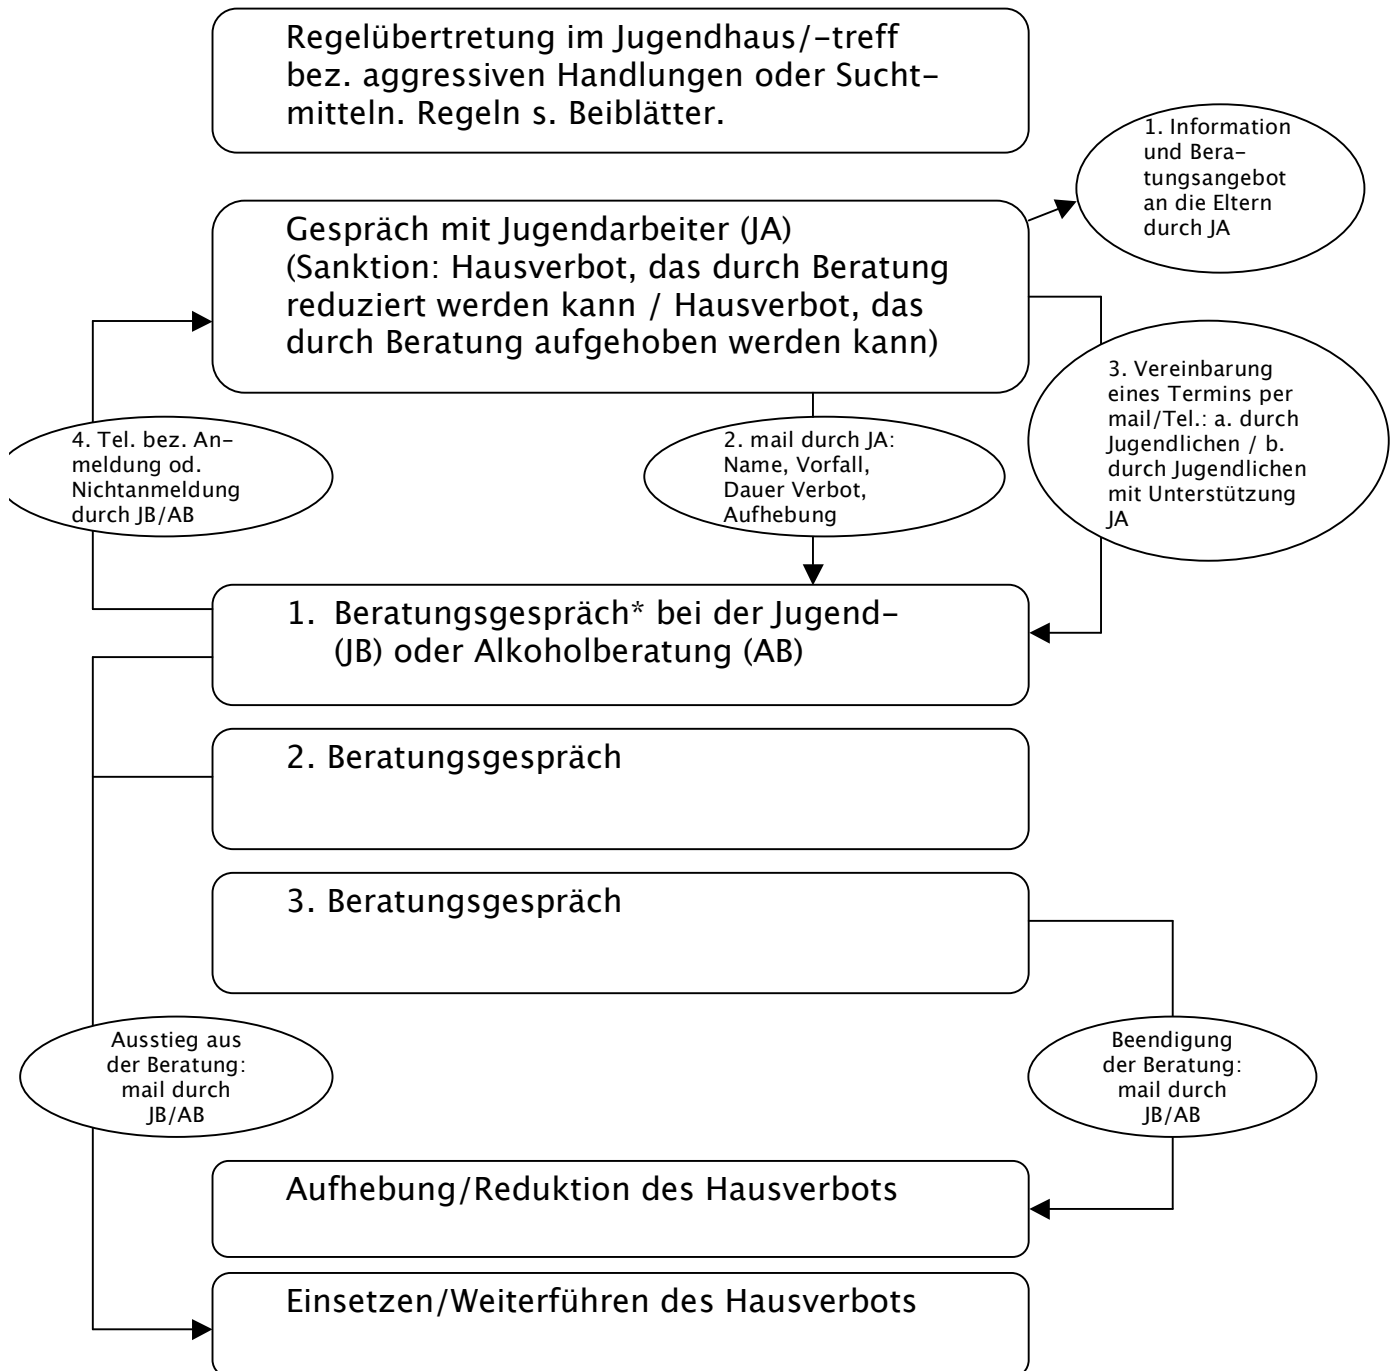 Regelübertretung im Jugendhaus/-treff
bez. aggressiven Handlungen oder Sucht-
mitteln. Regeln s. Beiblätter.
1. Information
und Bera-
tungsangebot
an die Eltern
durch JA
Gespräch mit Jugendarbeiter (JA)
(Sanktion: Hausverbot, das durch Beratung
reduziert werden kann / Hausverbot, das
durch Beratung aufgehoben werden kann)
3. Vereinbarung
eines Termins per
mail/Tel.: a. durch
Jugendlichen / b.
durch Jugendlichen
mit Unterstützung
JA
4. Tel. bez. An-
meldung od.
Nichtanmeldung
durch JB/AB
2. mail durch JA:
Name, Vorfall,
Dauer Verbot,
Aufhebung
1. Beratungsgespräch* bei der Jugend-
(JB) oder Alkoholberatung (AB)
2. Beratungsgespräch
3. Beratungsgespräch
Ausstieg aus
der Beratung:
mail durch
JB/AB
Beendigung
der Beratung:
mail durch
JB/AB
Aufhebung/Reduktion des Hausverbots
Einsetzen/Weiterführen des Hausverbots